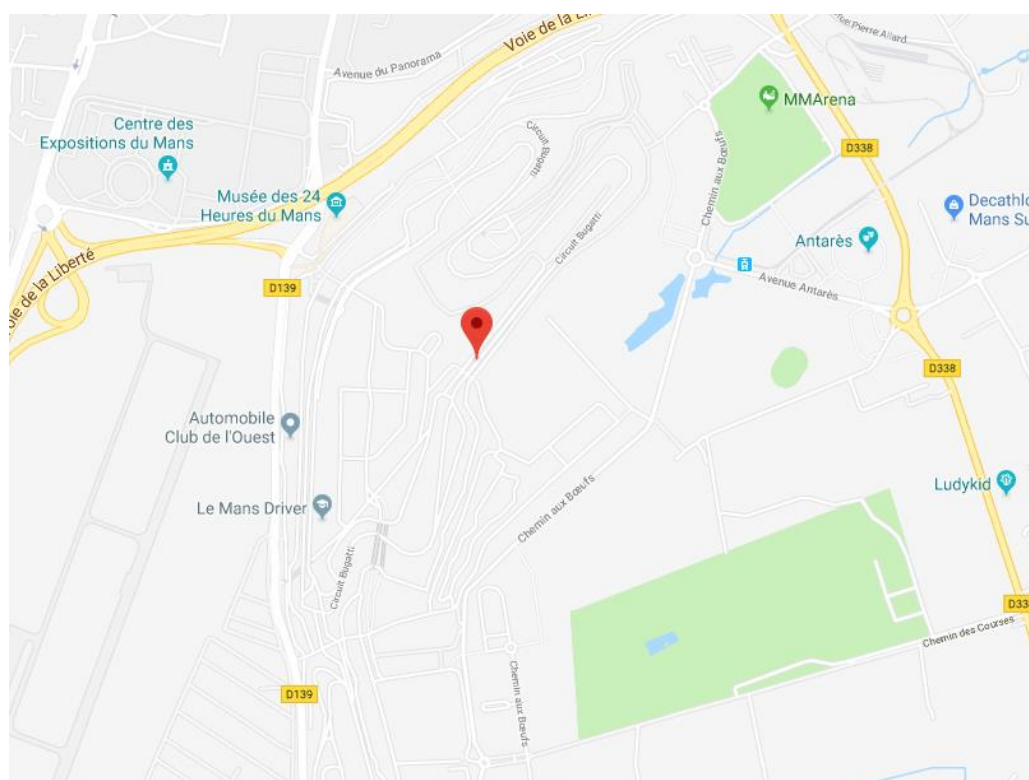 Voie de la Liberté
Rue Pierre Allard
Avenue du Panorama
MMArena
Centre des
Expositions du Mans
Circuit
Bugatti
D338
Chemin aux Bœufs
Musée des 24
Heures du Mans
Circuit Bugatti
Decathlo
Mans Su
Antarès
Voie de la Liberté
D139
Avenue Antarès
D338
Automobile
Club de l'Ouest
Ludykid
Le Mans Driver
Chemin aux Bœufs
Circuit Bugatti
D33
Chemin des Courses
D139
Chemin aux Bœufs